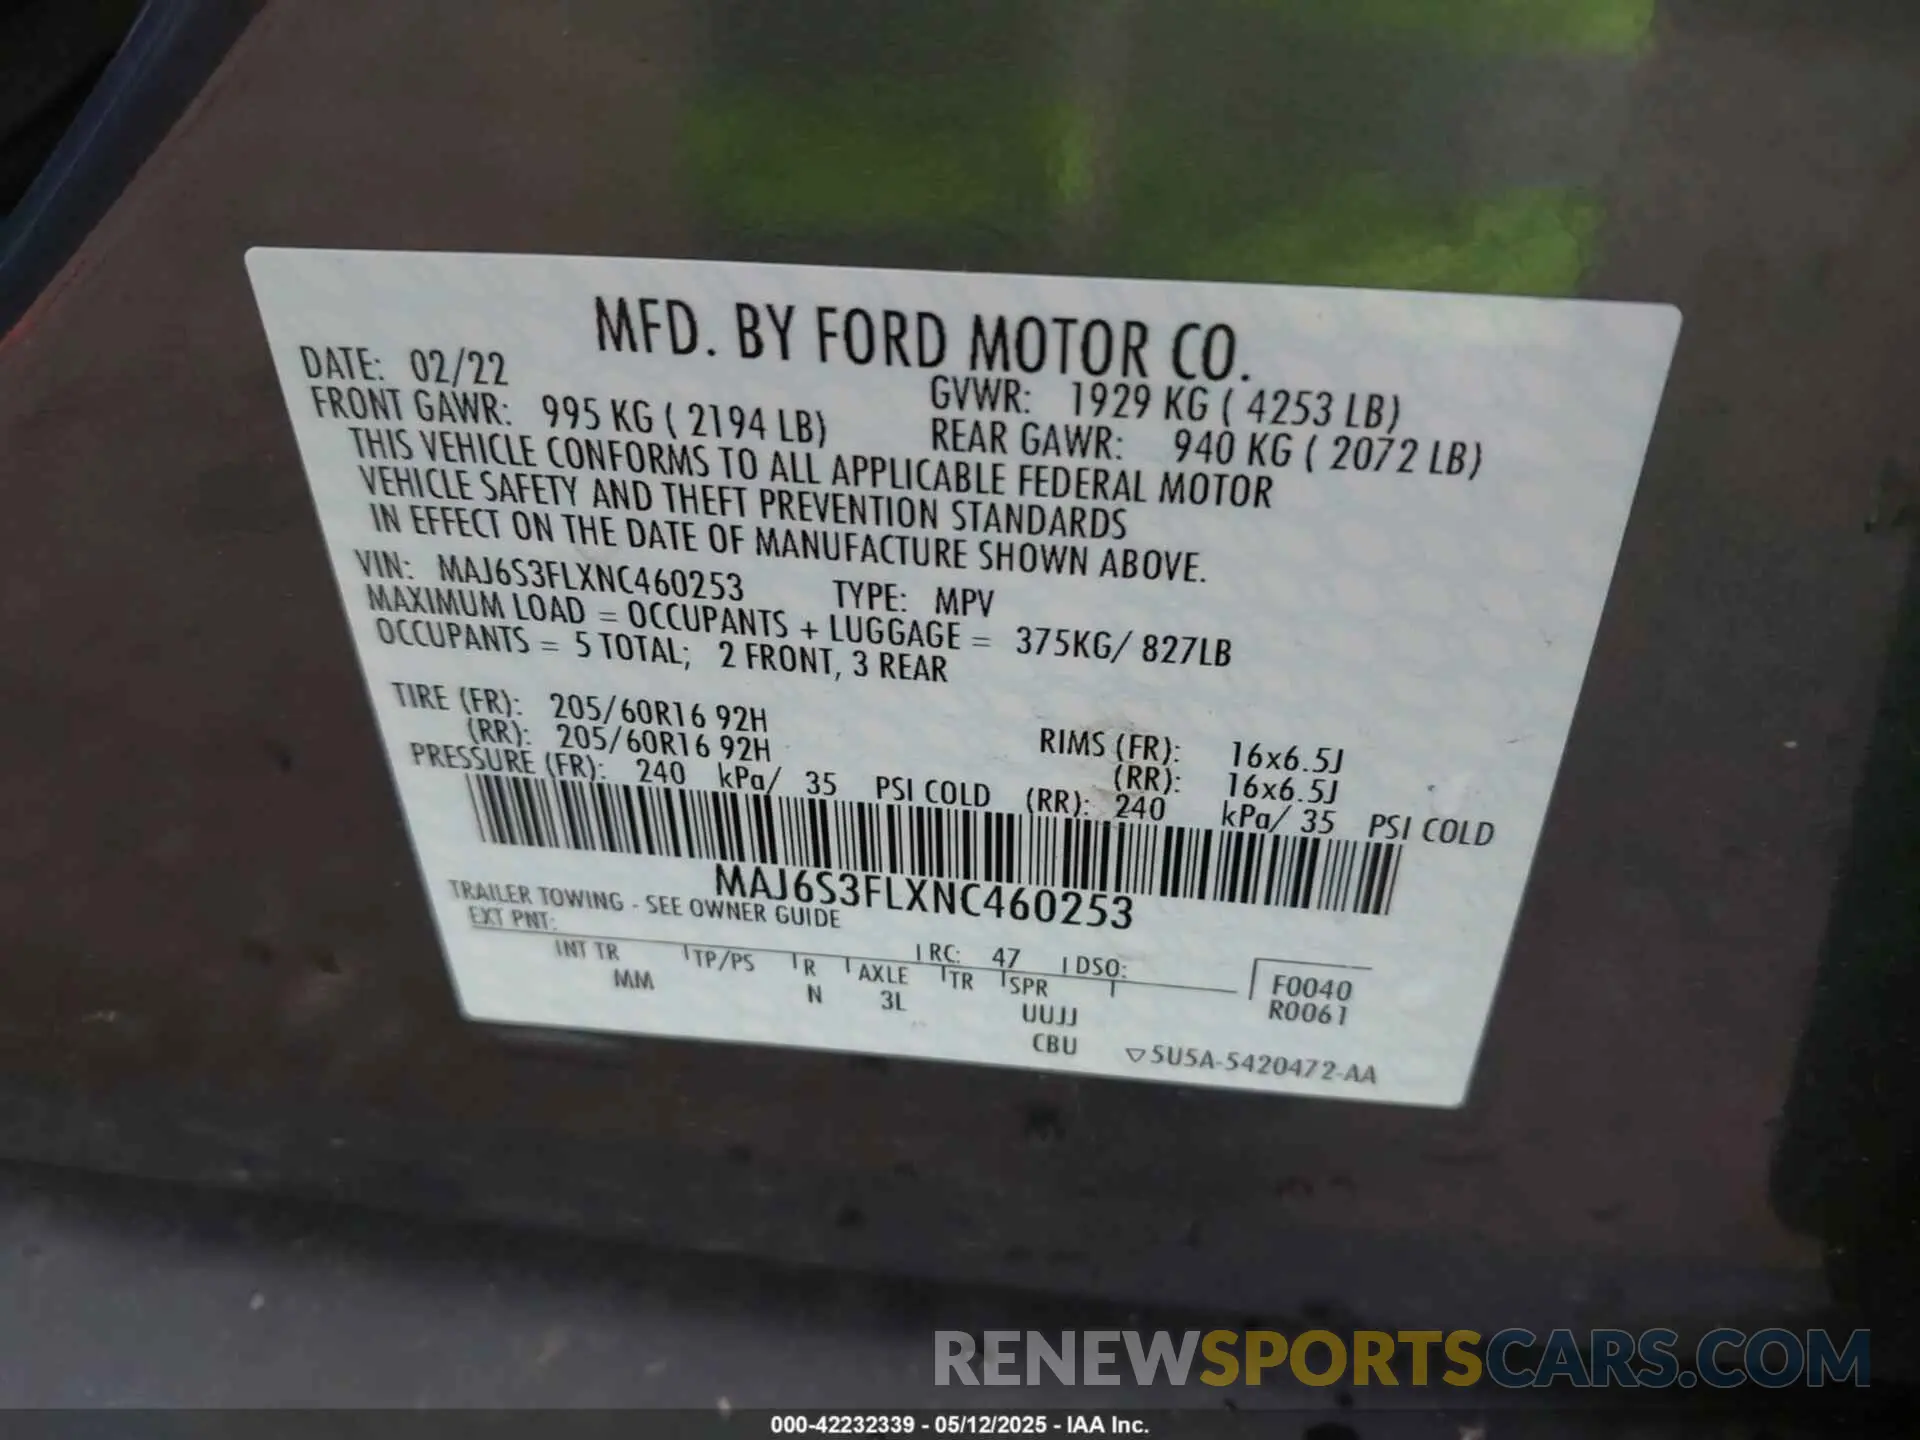 MFD. BY FORD MOTOR CO.
DATE: 02/22 GVWR: 1929 KG ( 4253 LB)
FRONT GAWR: 995 KG ( 2194 LB) REAR GAWR: 940 KG ( 2072 LB)
THIS VEHICLE CONFORMS TO ALL APPLICABLE FEDERAL MOTOR
VEHICLE SAFETY AND THEFT PREVENTION STANDARDS
IN EFFECT ON THE DATE OF MANUFACTURE SHOWN ABOVE.
VIN: MAJ6S3FLXNC460253 TYPE: MPV
MAXIMUM LOAD = OCCUPANTS + LUGGAGE = 375KG/ 827LB
OCCUPANTS = 5 TOTAL; 2 FRONT, 3 REAR
TIRE (FR): 205/60R16 92H RIMS (FR): 16x6.5J
(RR): 205/60R16 92H (RR): 16x6.5J
PRESSURE (FR): 240 kPa/ 35 PSI COLD (RR): 240 kPa/ 35 PSI COLD
MAJ6S3FLXNC460253
TRAILER TOWING - SEE OWNER GUIDE
EXT PNT: RC: 47 DSO:
INT TR TP/PS R AXLE TR SPR F0040
MM N 3L UUJJ R0061
CBU ▽5U5A-5420472-AA
RENEWSPORTSCARS.COM
000-42232339 - 05/12/2025 - IAA Inc.